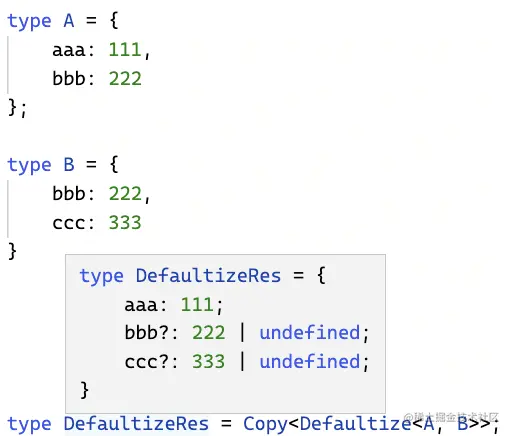 type A = {
    aaa: 111,
    bbb: 222
};
type B = {
    bbb: 222,
    ccc: 333
}
type DefaultizeRes = {
    aaa: 111;
    bbb?: 222 | undefined;
    ccc?: 333 | undefined;
}
@稀土掘金技术社区
type DefaultizeRes = Copy<Defaultize<A, B>>;